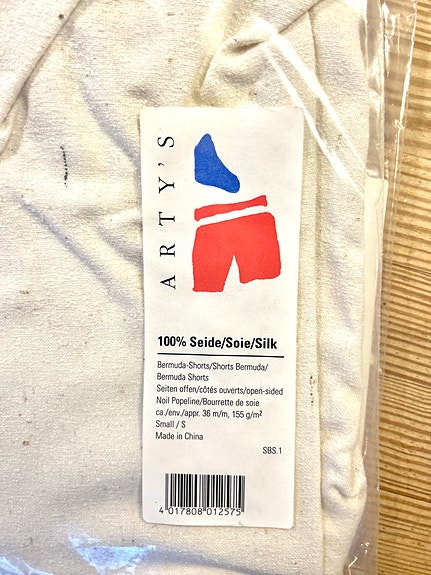 ARTY'S
100% Seide/Soie/Silk
Bermuda-Shorts/Shorts Bermuda/
Bermuda Shorts
Seiten offen/côtés ouverts/open-sided
Noil Popeline/Bourrette de soie
ca./env./appr. 36 m/m, 155 g/m²
Small / S
Made in China
SBS.1
4 017808 012575